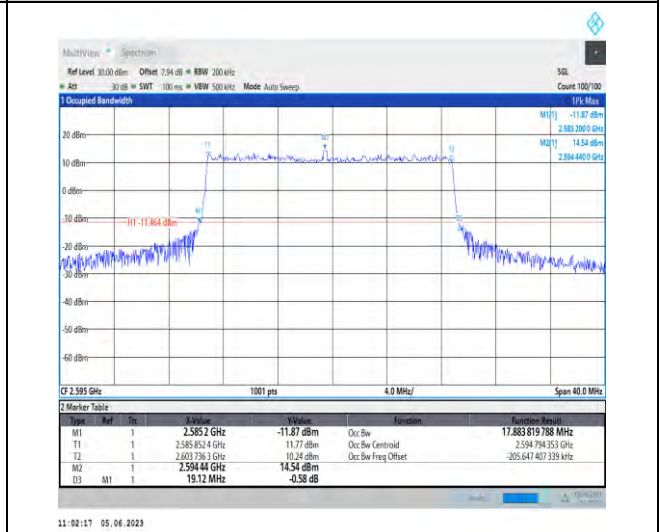 MultiView Spectrum
Ref Level 30.00 dBm Offset 7.94 dB RBW 200 kHz SGL
Att 30 dB SWT 100 ms VBW 500 kHz Mode Auto Sweep Count 100/100
1 Occupied Bandwidth 1Pk Max
M1[1] -11.87 dBm
2.585 200 0 GHz
20 dBm M2[1] 14.54 dBm
2.594 440 0 GHz
T1 M2 T2
10 dBm
0 dBm
M1
-10 dBm H1 -11.464 dBm D3
-20 dBm
-30 dBm
-40 dBm
-50 dBm
-60 dBm
CF 2.595 GHz 1001 pts 4.0 MHz/ Span 40.0 MHz
2 Marker Table
Type Ref Trc X-Value Y-Value Function Function Result
M1 1 2.585 2 GHz -11.87 dBm Occ Bw 17.883 819 788 MHz
T1 1 2.585 852 4 GHz 11.77 dBm Occ Bw Centroid 2.594 794 353 GHz
T2 1 2.603 736 3 GHz 10.24 dBm Occ Bw Freq Offset -205.647 407 339 kHz
M2 1 2.594 44 GHz 14.54 dBm
D3 M1 1 19.12 MHz -0.58 dB
11:02:17 05.06.2023